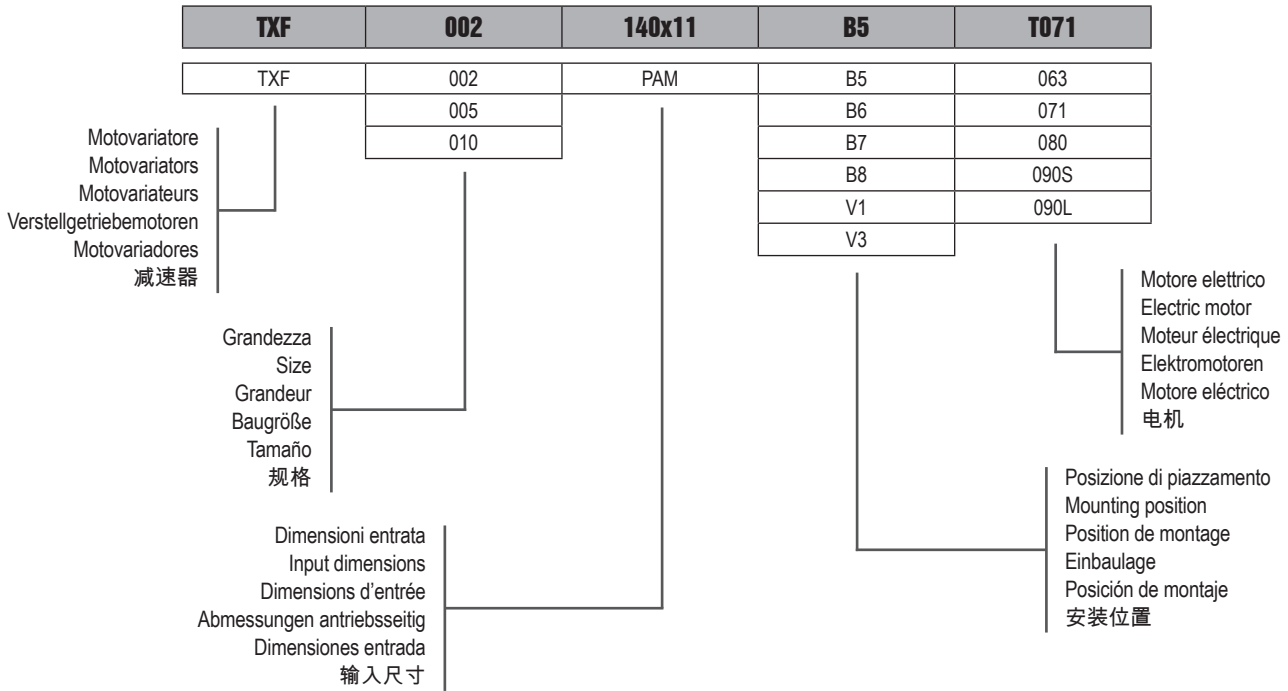 TXF 002 140x11 B5 T071
TXF 002 PAM B5 063
005 B6 071
010 B7 080
B8 090S
V1 090L
V3
Motovariatore
Motovariators
Motovariateurs
Verstellgetriebemotoren
Motovariadores
减速器
Grandezza
Size
Grandeur
Baugröße
Tamaño
规格
Dimensioni entrata
Input dimensions
Dimensions d'entrée
Abmessungen antriebsseitig
Dimensiones entrada
输入尺寸
Motore elettrico
Electric motor
Moteur électrique
Elektromotoren
Motore eléctrico
电机
Posizione di piazzamento
Mounting position
Position de montage
Einbaulage
Posición de montaje
安装位置